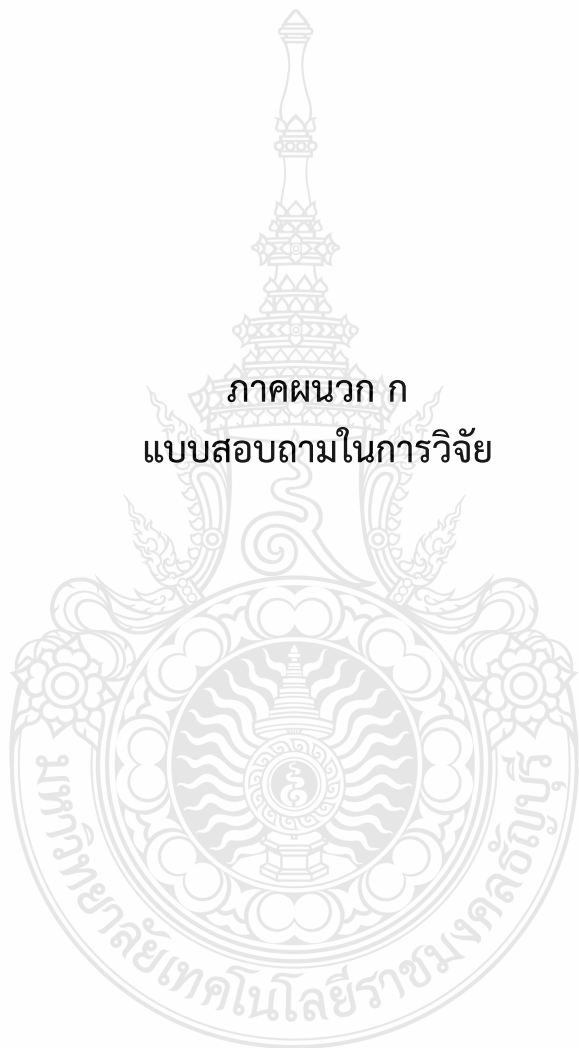 ภาคผนวก ก
แบบสอบถามในการวิจัย
มหาวิทยาลัยเทคโนโลยีราชมงคลธัญบุรี